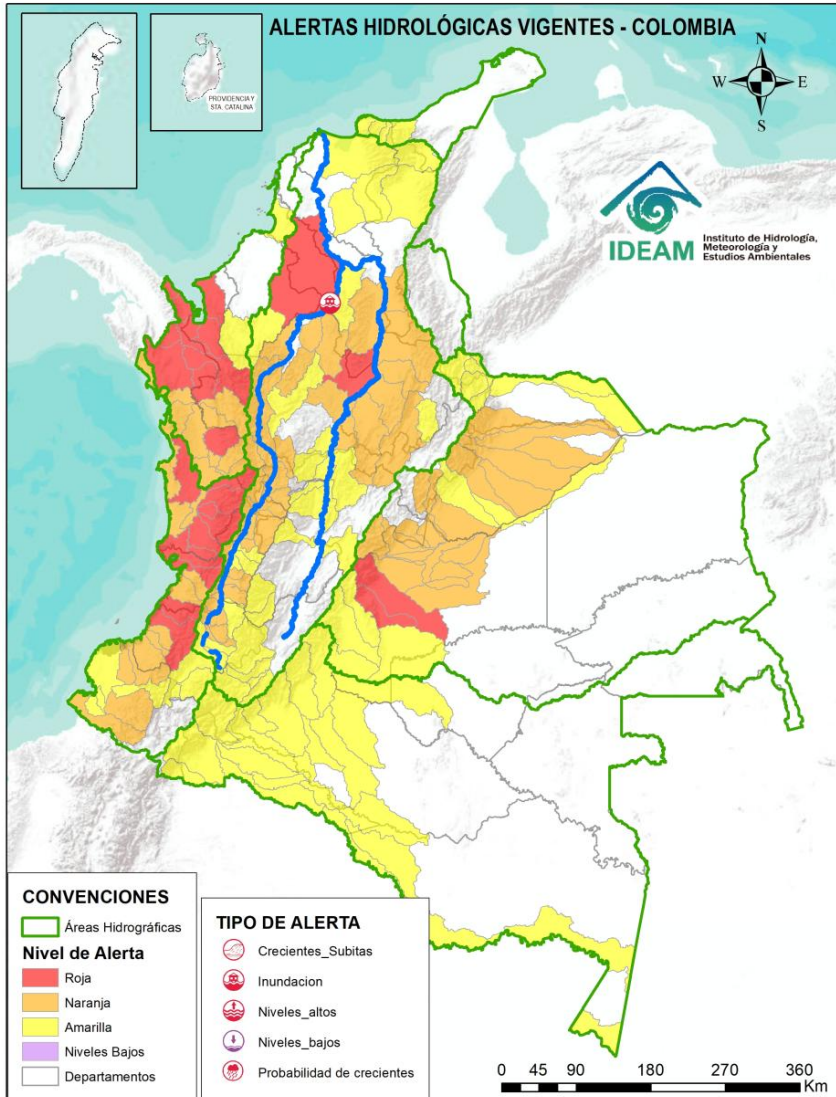 ALERTAS HIDROLÓGICAS VIGENTES - COLOMBIA
PROVIDENCIA Y
STA. CATALINA
N
W
E
S
IDEAM
Instituto de Hidrología,
Meteorología y
Estudios Ambientales
CONVENCIONES
Áreas Hidrográficas
Nivel de Alerta
Roja
Naranja
Amarilla
Niveles Bajos
Departamentos
TIPO DE ALERTA
Crecientes_Subitas
Inundacion
Niveles_altos
Niveles_bajos
Probabilidad de crecientes
0 45 90 180 270 360
Km